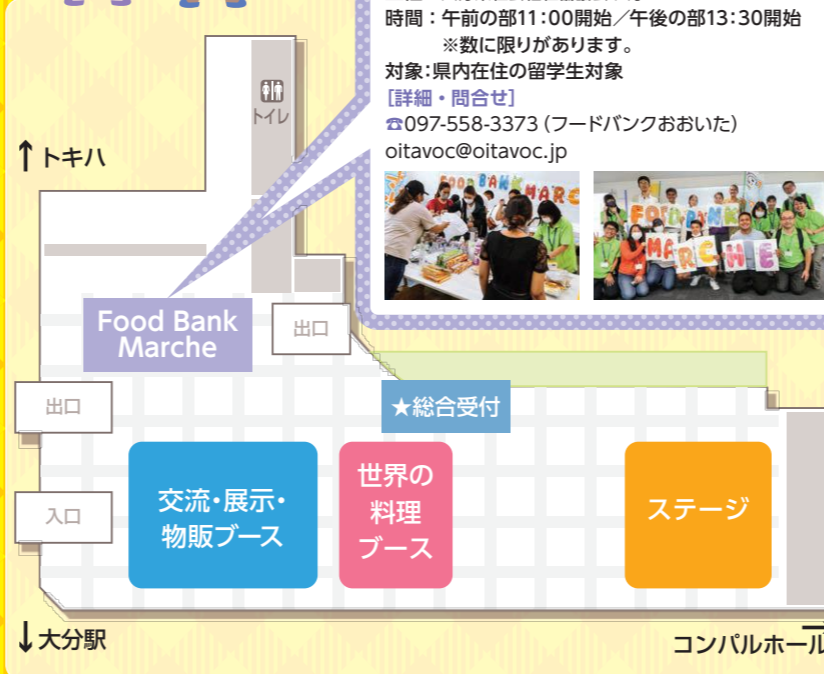 時間：午前の部11：00開始／午後の部13：30開始
※数に限りがあります。
対象：県内在住の留学生対象
［詳細・問合せ］
☎097-558-3373（フードバンクおおいた）
oitavoc@oitavoc.jp
FOOD BANK MARC
FOODBANK
MARCHE
トイレ
↑トキハ
Food Bank
Marche
出口
出口
★総合受付
入口
交流・展示・
物販ブース
世界の
料理
ブース
ステージ
↓大分駅
コンパルホール